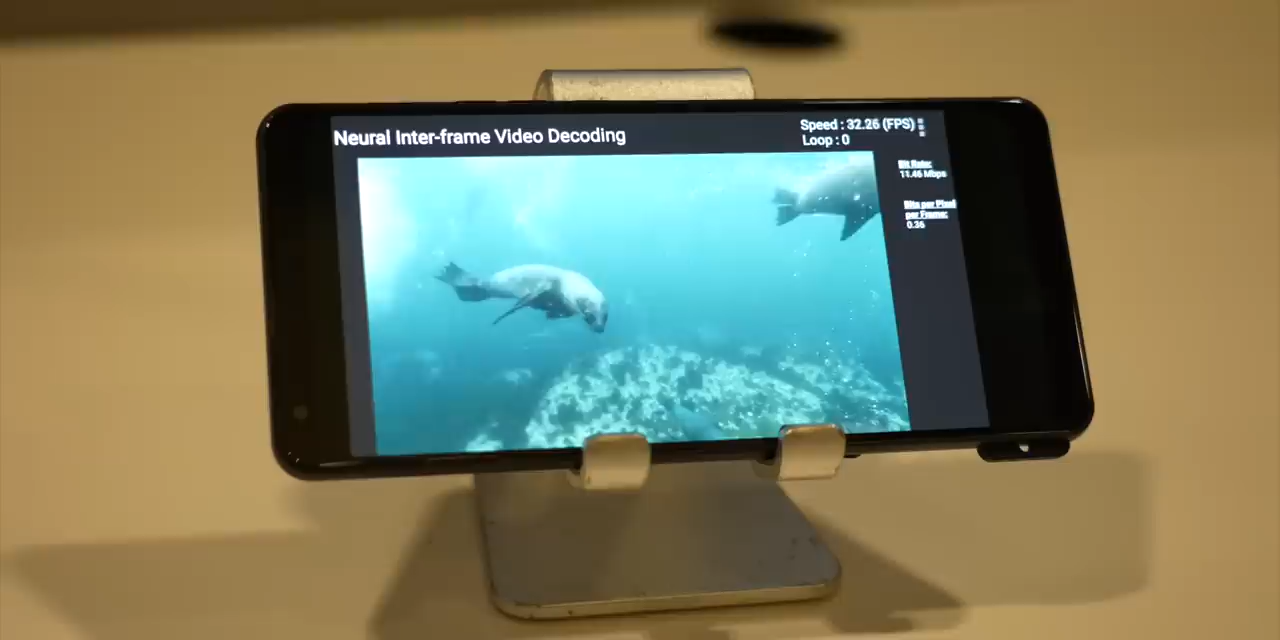 Neural Inter-frame Video Decoding
Speed : 32.26 (FPS)
Loop : 0
Bit Rate:
11.46 Mbps
Bits per Pixel
per Frame:
0.36